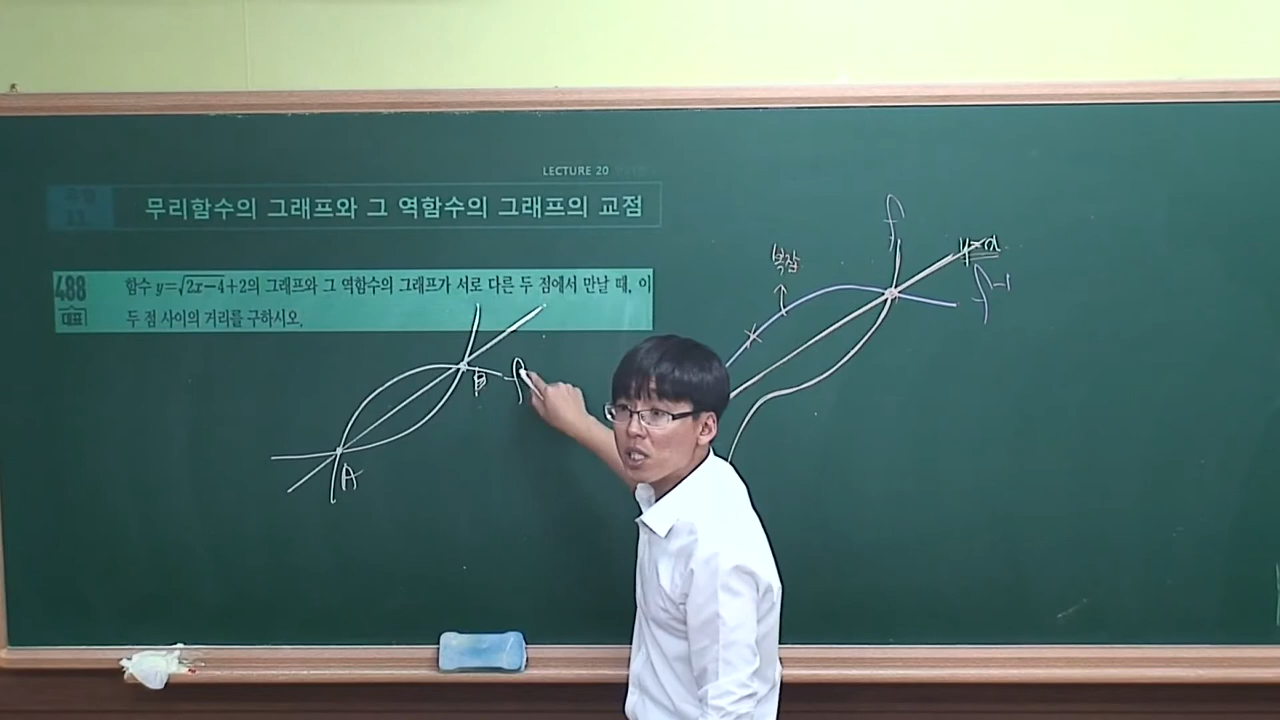 LECTURE 20
무리함수의 그래프와 그 역함수의 그래프의 교점
488 함수 y=√2x−4+2의 그래프와 그 역함수의 그래프가 서로 다른 두 점에서 만날 때, 이
대표 두 점 사이의 거리를 구하시오.
A
B
f
복잡
f
y=x
f-1